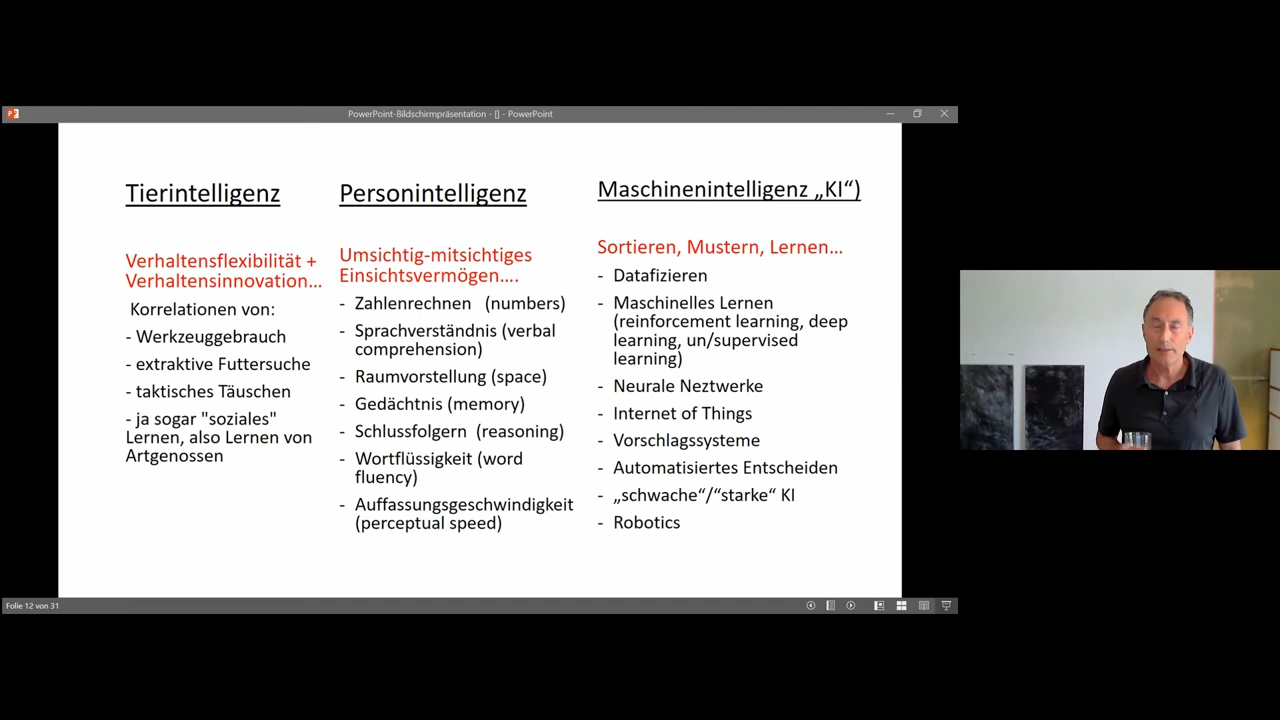 PowerPoint-Bildschirmpräsentation - [] - PowerPoint
Tierintelligenz
Verhaltensflexibilität +
Verhaltensinnovation...
Korrelationen von:
- Werkzeuggebrauch
- extraktive Futtersuche
- taktisches Täuschen
- ja sogar "soziales"
Lernen, also Lernen von
Artgenossen
Personintelligenz
Umsichtig-mitsichtiges
Einsichtsvermögen....
- Zahlenrechnen (numbers)
- Sprachverständnis (verbal
comprehension)
- Raumvorstellung (space)
- Gedächtnis (memory)
- Schlussfolgern (reasoning)
- Wortflüssigkeit (word
fluency)
- Auffassungsgeschwindigkeit
(perceptual speed)
Maschinenintelligenz „KI“)
Sortieren, Mustern, Lernen...
- Datafizieren
- Maschinelles Lernen
(reinforcement learning, deep
learning, un/supervised
learning)
- Neurale Neztwerke
- Internet of Things
- Vorschlagssysteme
- Automatisiertes Entscheiden
- „schwache“/“starke“ KI
- Robotics
Folie 12 von 31